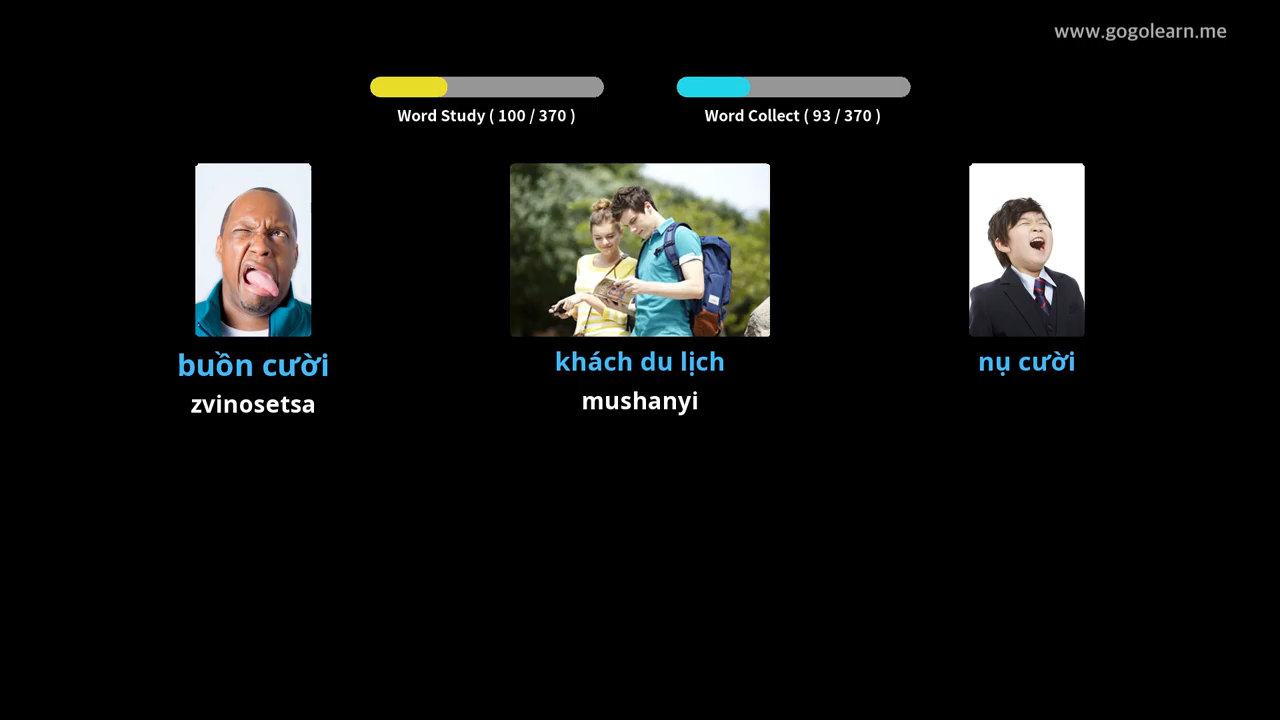 www.gogolearn.me
Word Study ( 100 / 370 )
Word Collect ( 93 / 370 )
buồn cười
zvinosetsa
khách du lịch
mushanyi
nụ cười